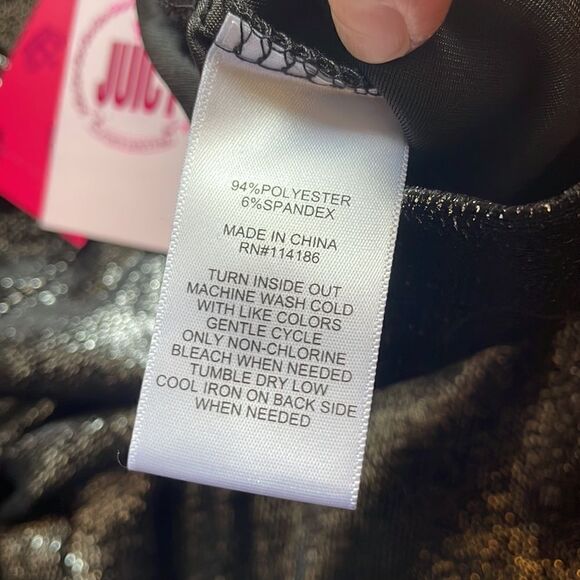 JUICY
94%POLYESTER
6%SPANDEX
MADE IN CHINA
RN#114186
TURN INSIDE OUT
MACHINE WASH COLD
WITH LIKE COLORS
GENTLE CYCLE
ONLY NON-CHLORINE
BLEACH WHEN NEEDED
TUMBLE DRY LOW
COOL IRON ON BACK SIDE
WHEN NEEDED